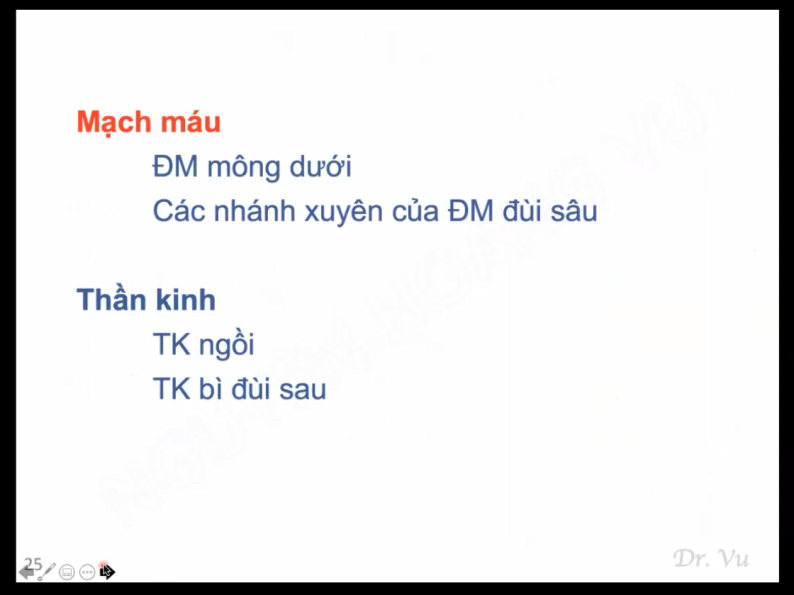 Mạch máu
ĐM mông dưới
Các nhánh xuyên của ĐM đùi sâu
Thần kinh
TK ngồi
TK bì đùi sau
25
Dr. Vu